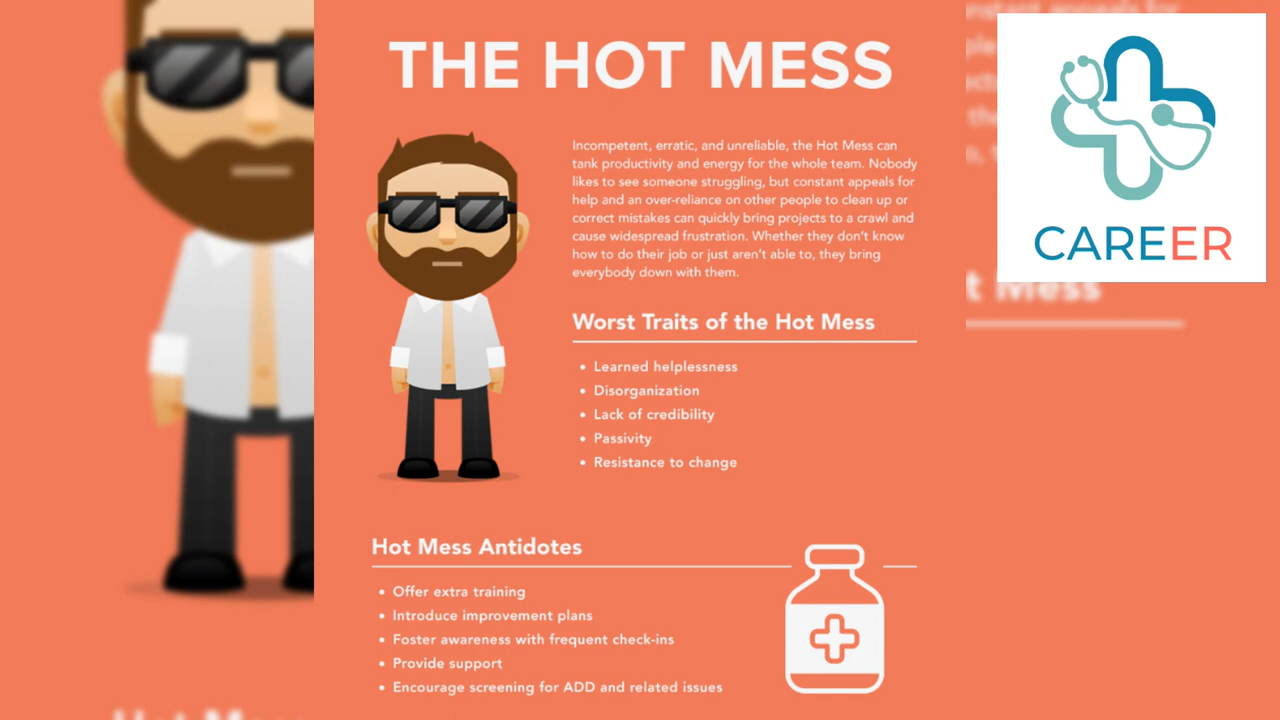 THE HOT MESS
Incompetent, erratic, and unreliable, the Hot Mess can
tank productivity and energy for the whole team. Nobody
likes to see someone struggling, but constant appeals for
help and an over-reliance on other people to clean up or
correct mistakes can quickly bring projects to a crawl and
cause widespread frustration. Whether they don't know
how to do their job or just aren't able to, they bring
everybody down with them.
Worst Traits of the Hot Mess
• Learned helplessness
• Disorganization
• Lack of credibility
• Passivity
• Resistance to change
Hot Mess Antidotes
• Offer extra training
• Introduce improvement plans
• Foster awareness with frequent check-ins
• Provide support
• Encourage screening for ADD and related issues
CAREER
t Mess